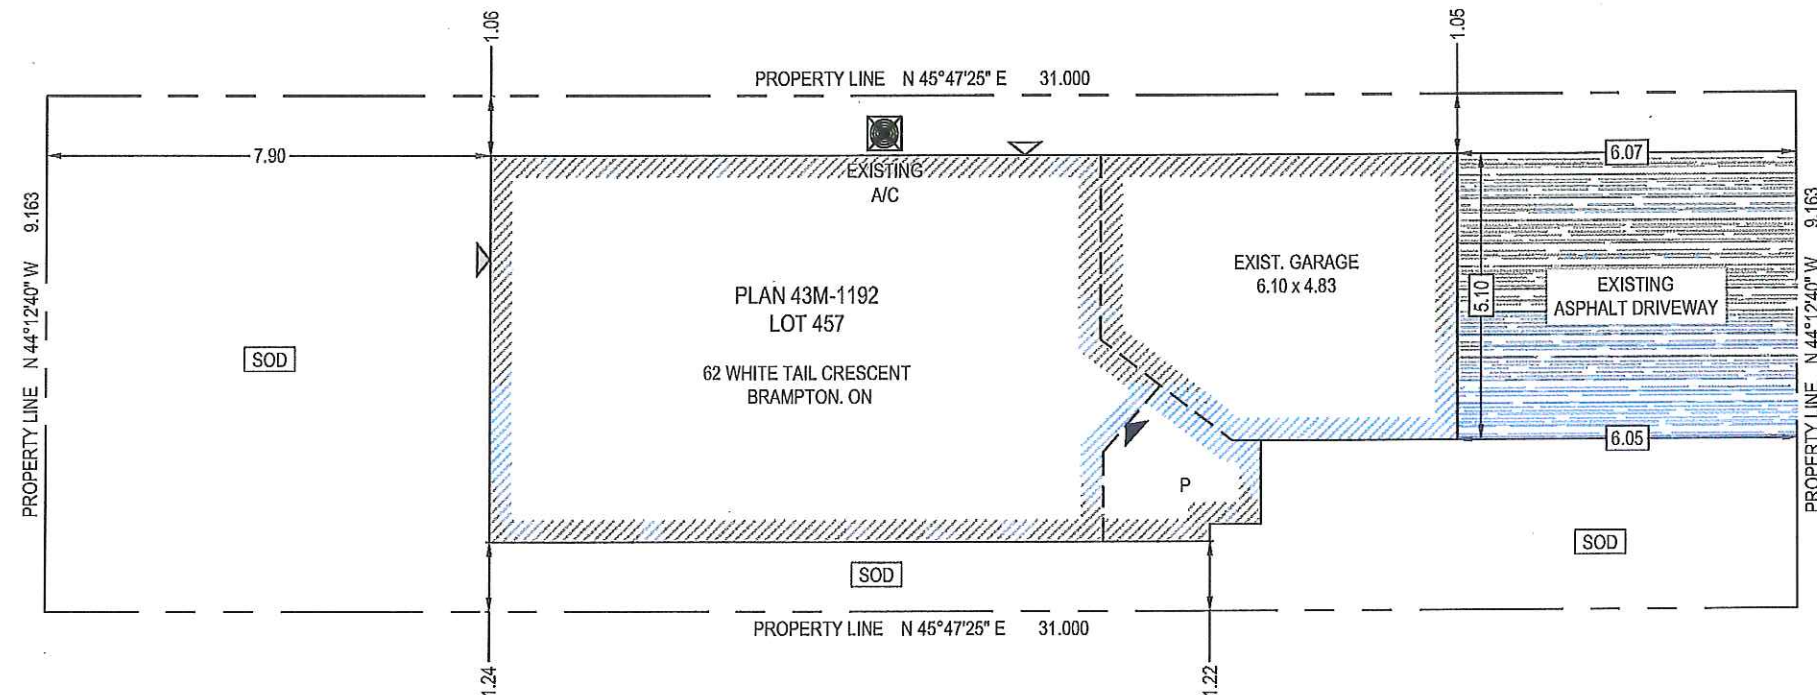 1.06
1.05
PROPERTY LINE N 45°47'25" E 31.000
7.90
6.07
EXISTING
A/C
PROPERTY LINE N 44°12'40" W 9.163
PROPERTY LINE N 44°12'40" W 9.163
EXIST. GARAGE
6.10 x 4.83
5.10
EXISTING
ASPHALT DRIVEWAY
PLAN 43M-1192
LOT 457
SOD
62 WHITE TAIL CRESCENT
BRAMPTON. ON
6.05
P
SOD
SOD
PROPERTY LINE N 45°47'25" E 31.000
1.24
1.22